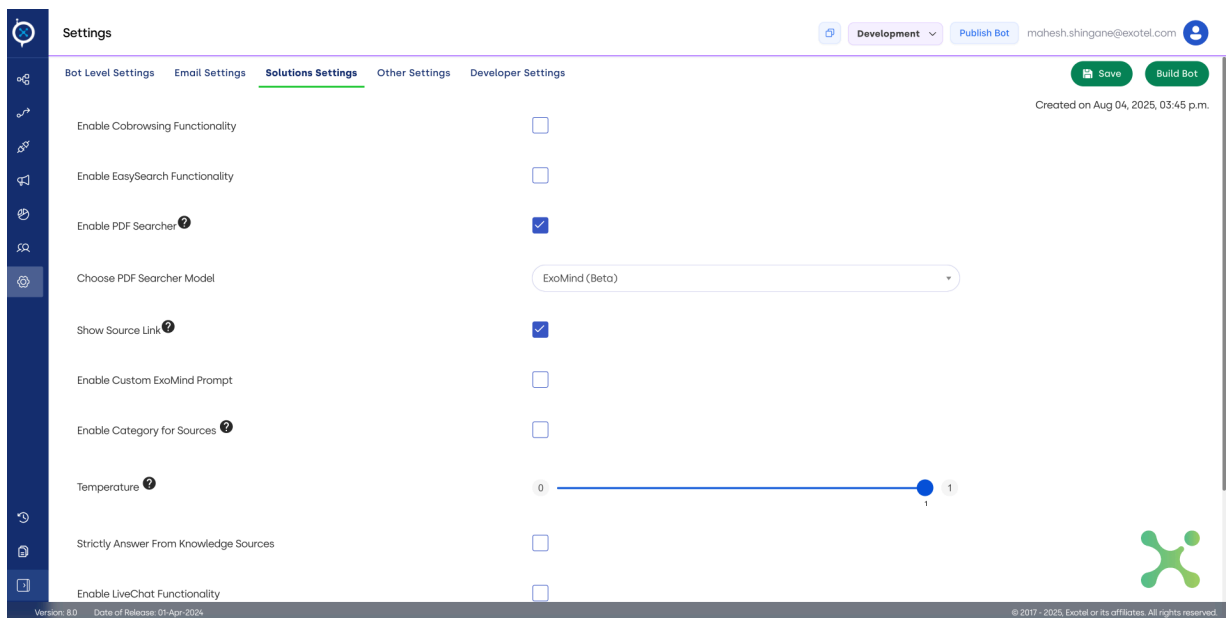 Settings
Development
Publish Bot
mahesh.shingane@exotel.com
Bot Level Settings
Email Settings
Solutions Settings
Other Settings
Developer Settings
Save
Build Bot
Created on Aug 04, 2025, 03:45 p.m.
Enable Cobrowsing Functionality
Enable EasySearch Functionality
Enable PDF Searcher ?
Choose PDF Searcher Model
ExoMind (Beta)
Show Source Link ?
Enable Custom ExoMind Prompt
Enable Category for Sources ?
Temperature ?
0
1
1
Strictly Answer From Knowledge Sources
Enable LiveChat Functionality
Version: 8.0
Date of Release: 01-Apr-2024
© 2017 - 2025, Exotel or its affiliates. All rights reserved.